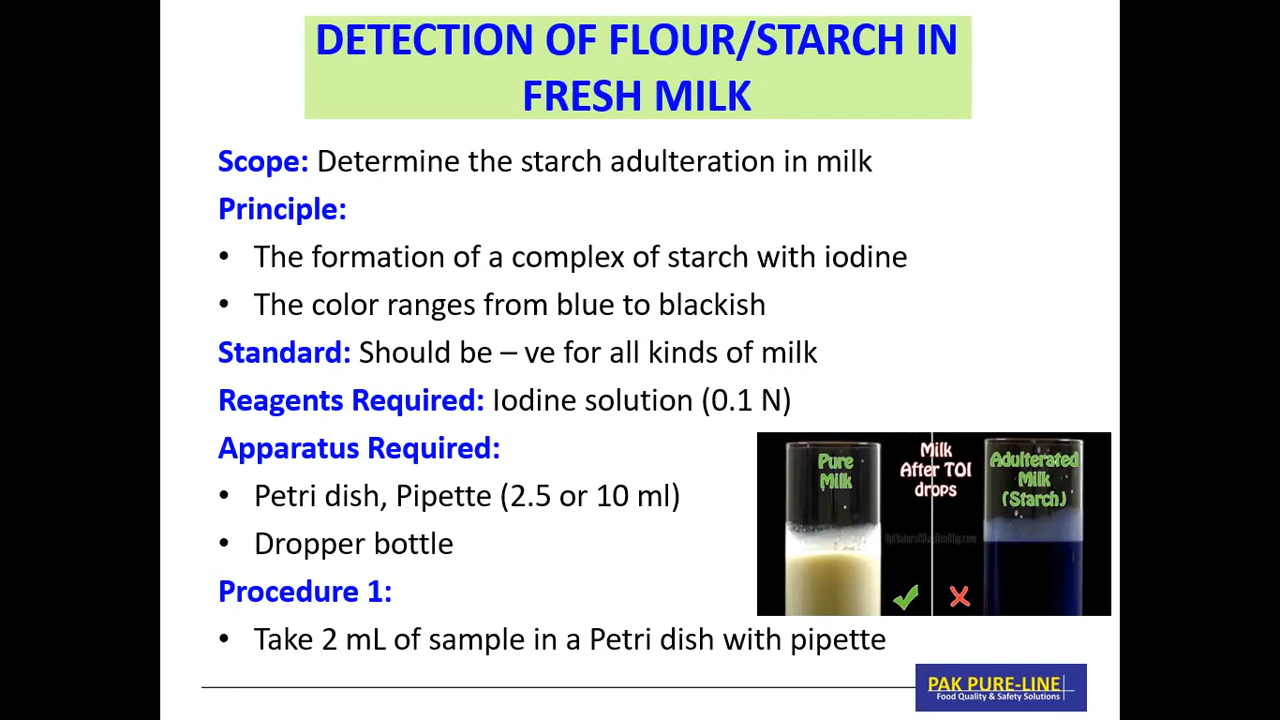 DETECTION OF FLOUR/STARCH IN
FRESH MILK
Scope: Determine the starch adulteration in milk
Principle:
• The formation of a complex of starch with iodine
• The color ranges from blue to blackish
Standard: Should be – ve for all kinds of milk
Reagents Required: Iodine solution (0.1 N)
Apparatus Required:
• Petri dish, Pipette (2.5 or 10 ml)
• Dropper bottle
Pure
Milk
Milk
After TOI
drops
Adulterated
Milk
(Starch)
Procedure 1:
• Take 2 mL of sample in a Petri dish with pipette
PAK PURE-LINE
Food Quality & Safety Solutions